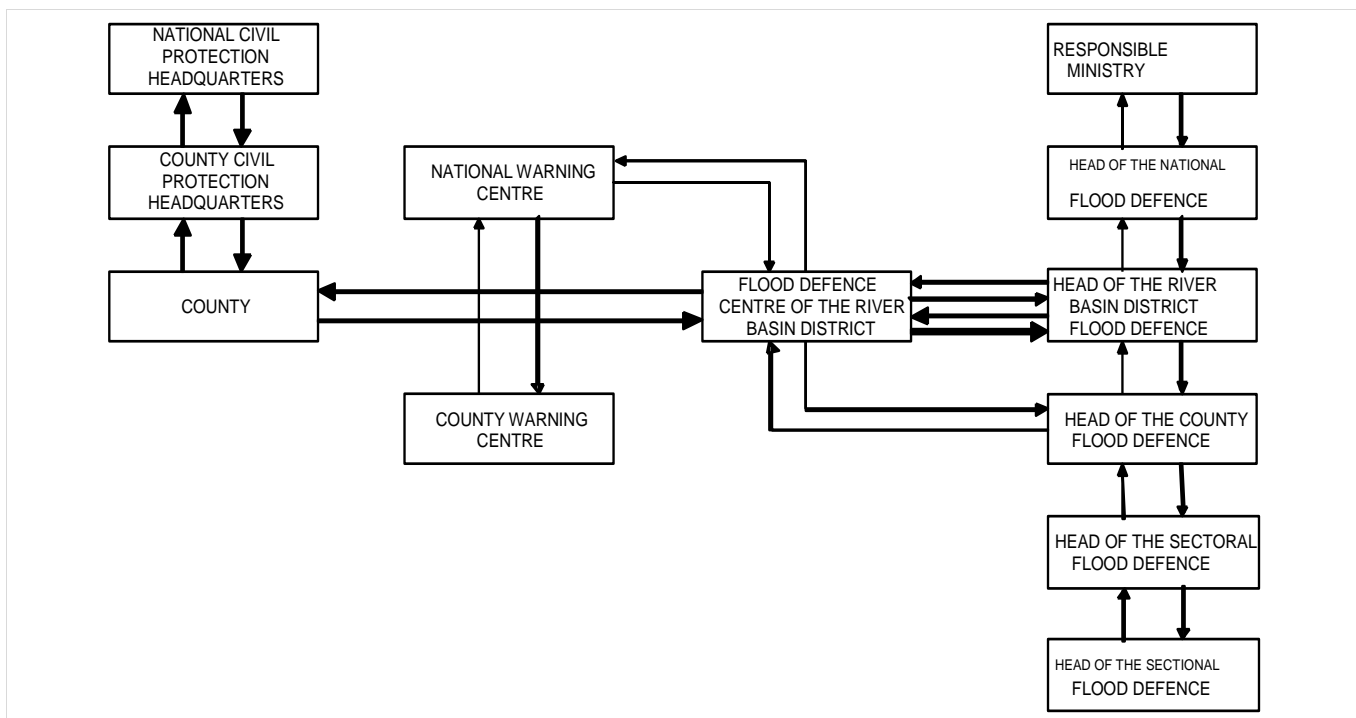 NATIONAL CIVIL
PROTECTION
HEADQUARTERS
RESPONSIBLE
MINISTRY
COUNTY CIVIL
PROTECTION
HEADQUARTERS
NATIONAL WARNING
CENTRE
HEAD OF THE NATIONAL
FLOOD DEFENCE
COUNTY
FLOOD DEFENCE
CENTRE OF THE RIVER
BASIN DISTRICT
HEAD OF THE RIVER
BASIN DISTRICT
FLOOD DEFENCE
COUNTY WARNING
CENTRE
HEAD OF THE COUNTY
FLOOD DEFENCE
HEAD OF THE SECTORAL
FLOOD DEFENCE
HEAD OF THE SECTIONAL
FLOOD DEFENCE